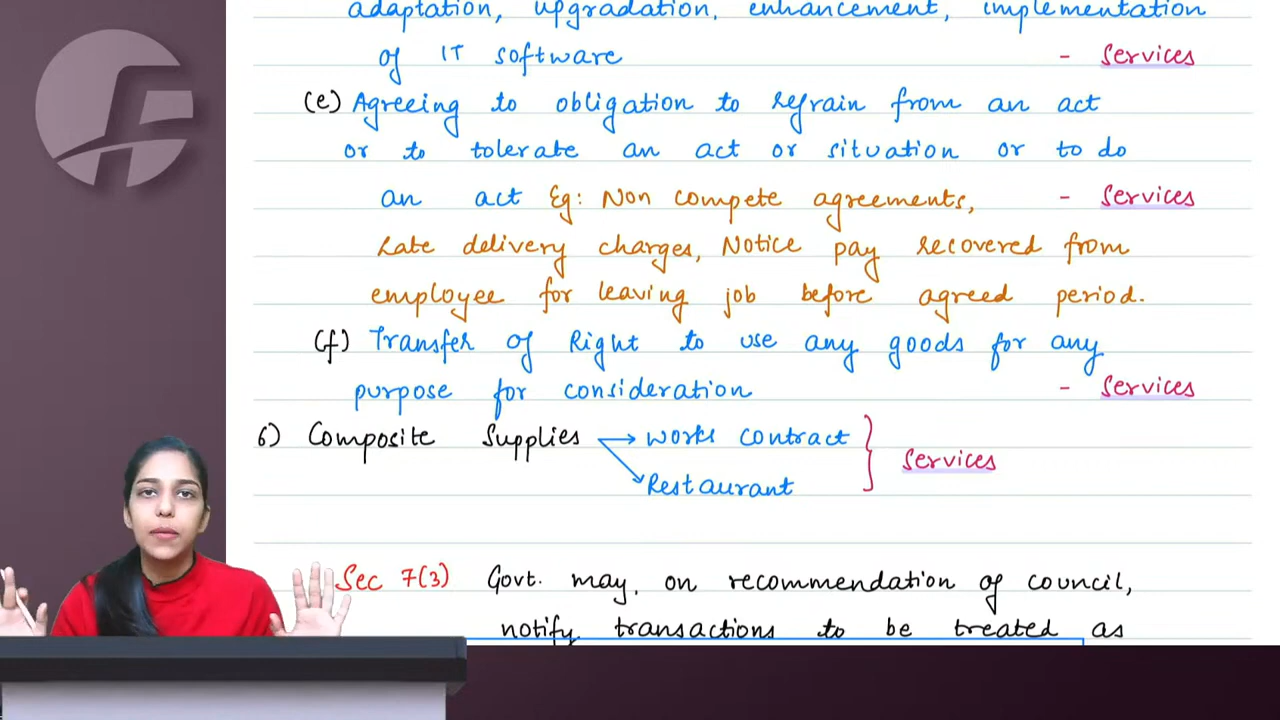 adaptation, upgradation, enhancement, implementation
of IT software - Services
(e) Agreeing to obligation to refrain from an act
or to tolerate an act or situation or to do
an act Eg: Non compete agreements, - Services
Late delivery charges, Notice pay recovered from
employee for leaving job before agreed period.
(f) Transfer of Right to use any goods for any
purpose for consideration - Services
6) Composite Supplies → Works contract } Services
→ Restaurant
Sec 7(3) Govt. may, on recommendation of council,
notify transactions to be treated as